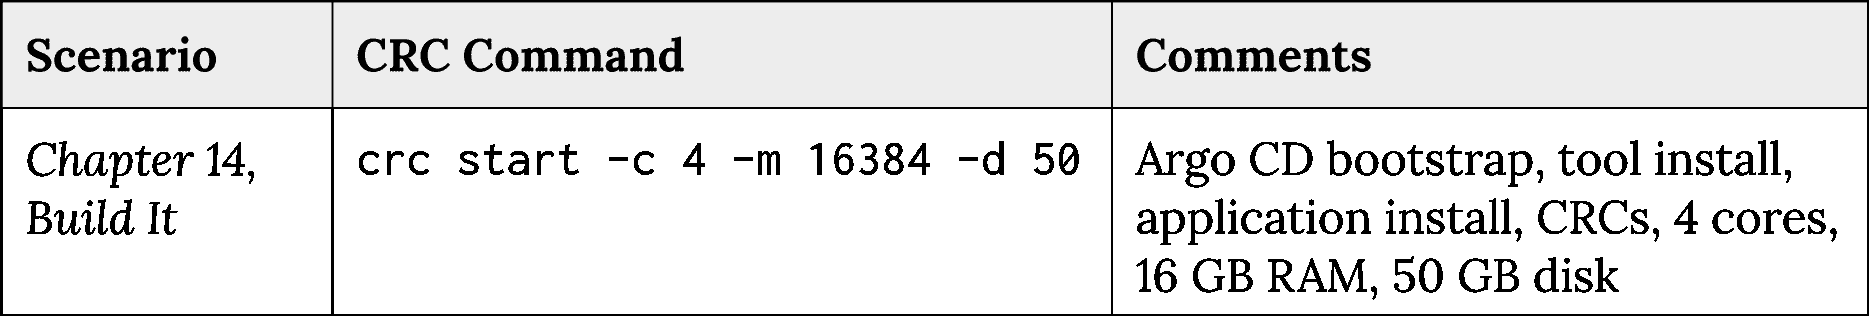 Scenario
CRC Command
Comments
Chapter 14,
Build It
crc start -c 4 -m 16384 -d 50
Argo CD bootstrap, tool install,
application install, CRCs, 4 cores,
16 GB RAM, 50 GB disk